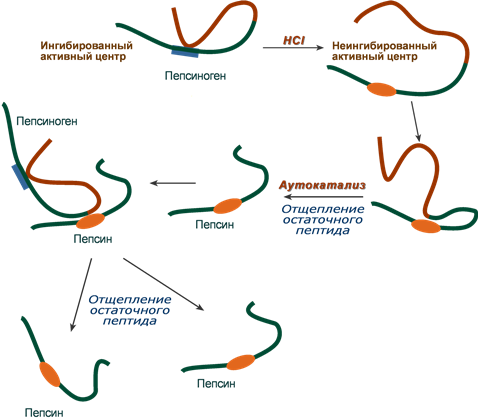 Ингибированный
активный центр
Пепсиноген
HCl
Неингибированный
активный центр
Пепсиноген
Пепсин
Аутокатализ
Отщепление
остаточного
пептида
Пепсин
Пепсин
Отщепление
остаточного
пептида
Пепсин
Пепсин